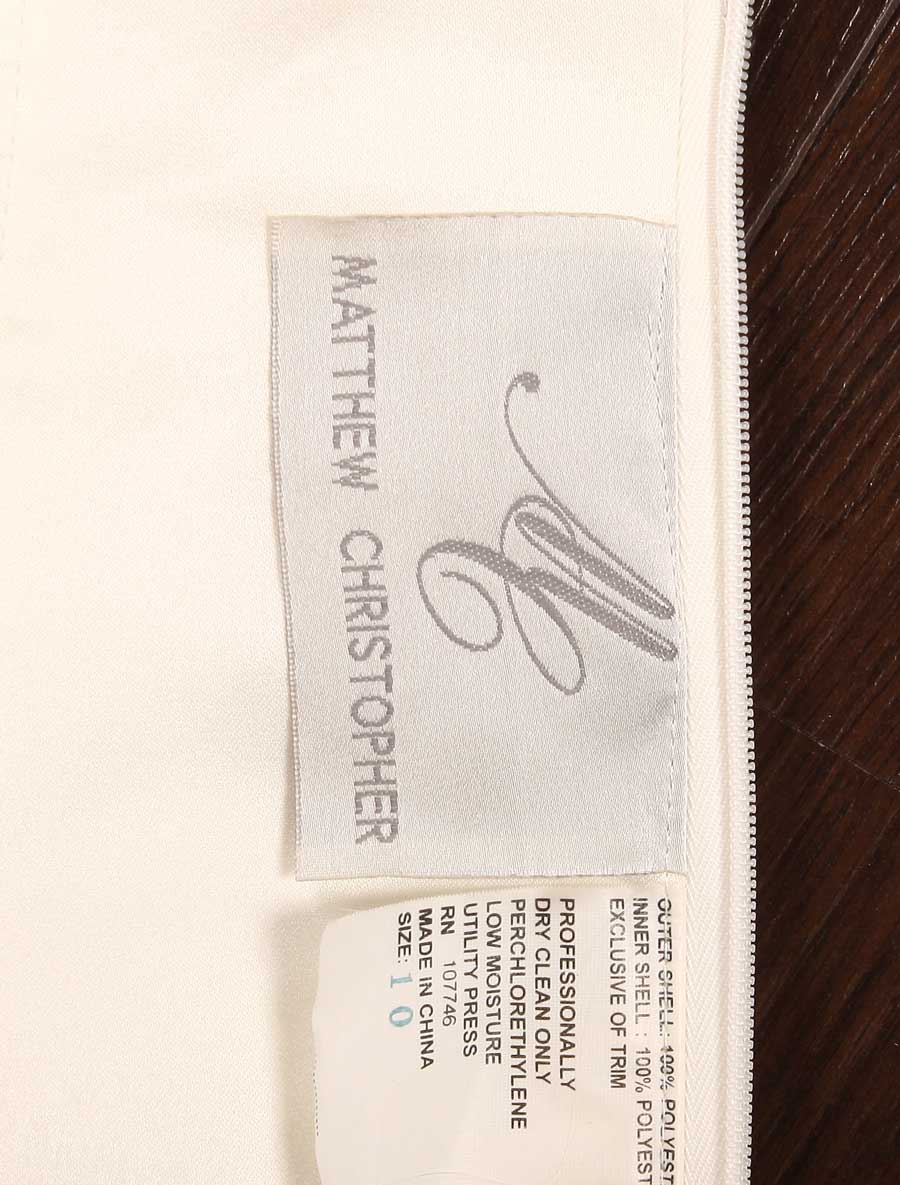 MATTHEW CHRISTOPHER
OUTER SHELL: 100% POLYEST
INNER SHELL : 100% POLYEST
EXCLUSIVE OF TRIM
PROFESSIONALLY
DRY CLEAN ONLY
PERCHLORETHYLENE
LOW MOISTURE
UTILITY PRESS
RN 107746
MADE IN CHINA
SIZE: 10